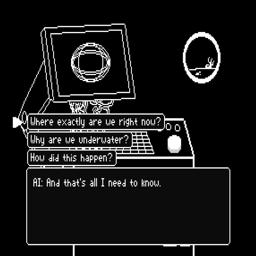 Where exactly are we right now?
Why are we underwater?
How did this happen?
AI: And that's all I need to know.